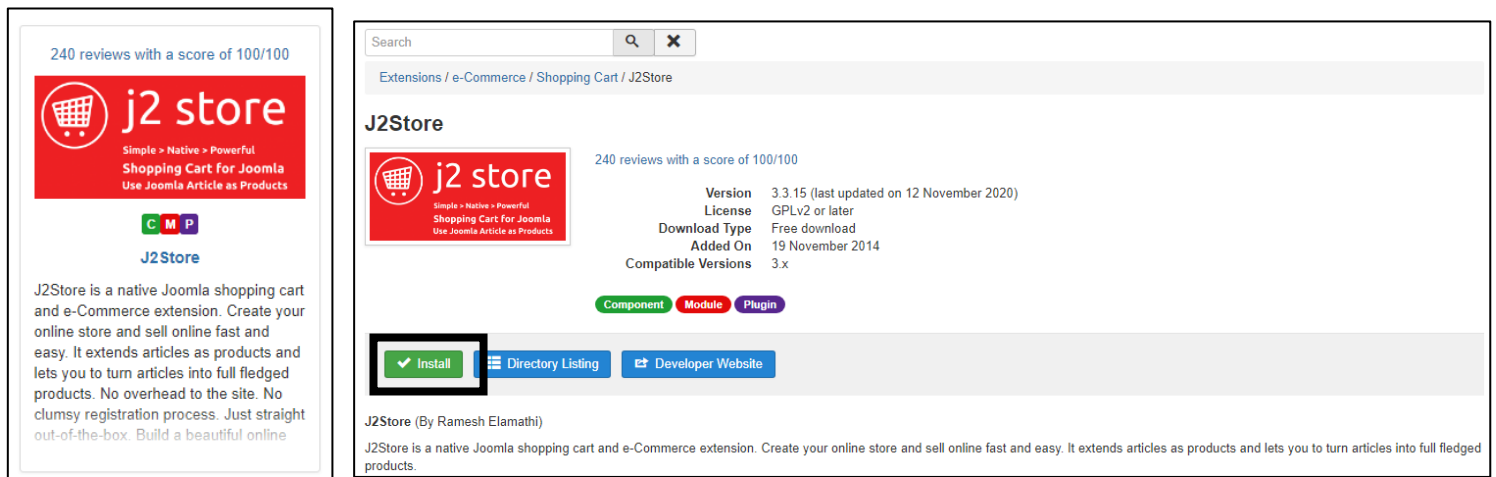 240 reviews with a score of 100/100
j2 store
Simple > Native > Powerful
Shopping Cart for Joomla
Use Joomla Article as Products
C M P
J2Store
J2Store is a native Joomla shopping cart
and e-Commerce extension. Create your
online store and sell online fast and
easy. It extends articles as products and
lets you to turn articles into full fledged
products. No overhead to the site. No
clumsy registration process. Just straight
out-of-the-box. Build a beautiful online
Search
Extensions / e-Commerce / Shopping Cart / J2Store
J2Store
j2 store
Simple > Native > Powerful
Shopping Cart for Joomla
Use Joomla Article as Products
240 reviews with a score of 100/100
Version 3.3.15 (last updated on 12 November 2020)
License GPLv2 or later
Download Type Free download
Added On 19 November 2014
Compatible Versions 3.x
Component Module Plugin
Install Directory Listing Developer Website
J2Store (By Ramesh Elamathi)
J2Store is a native Joomla shopping cart and e-Commerce extension. Create your online store and sell online fast and easy. It extends articles as products and lets you to turn articles into full fledged
products.